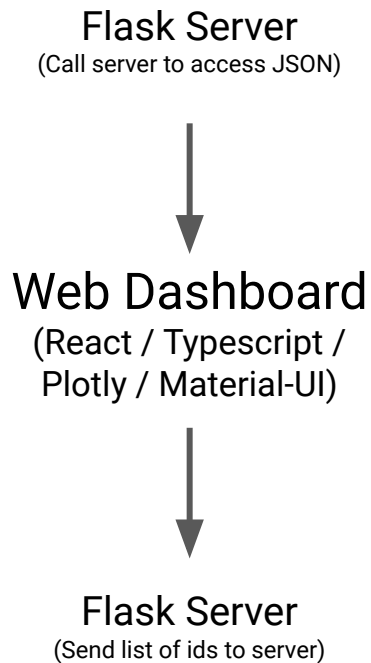 Flask Server
(Call server to access JSON)
Web Dashboard
(React / Typescript /
Plotly / Material-UI)
Flask Server
(Send list of ids to server)